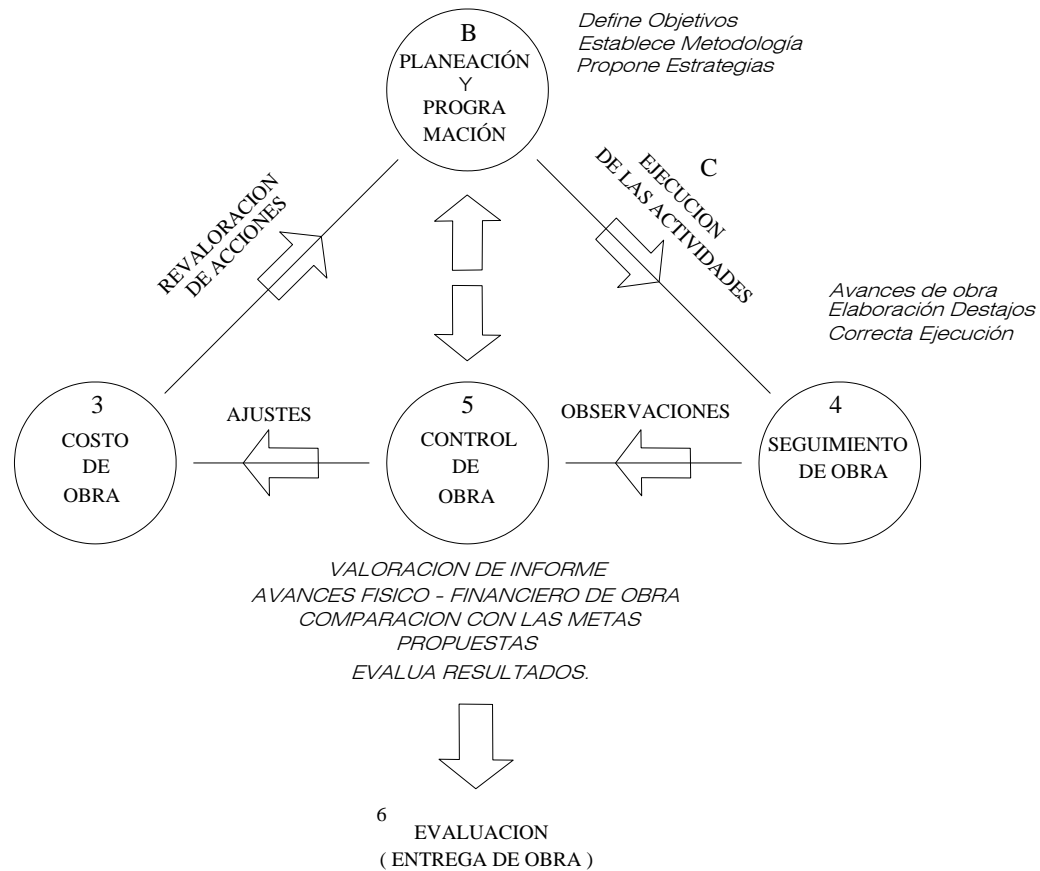 B
PLANEACIÓN
Y
PROGRA
MACIÓN
Define Objetivos
Establece Metodología
Propone Estrategias
C
EJECUCION
DE LAS ACTIVIDADES
REVALORACION
DE ACCIONES
Avances de obra
Elaboración Destajos
Correcta Ejecución
3
COSTO
DE
OBRA
AJUSTES
5
CONTROL
DE
OBRA
OBSERVACIONES
4
SEGUIMIENTO
DE OBRA
VALORACION DE INFORME
AVANCES FISICO - FINANCIERO DE OBRA
COMPARACION CON LAS METAS
PROPUESTAS
EVALUA RESULTADOS.
6
EVALUACION
( ENTREGA DE OBRA )